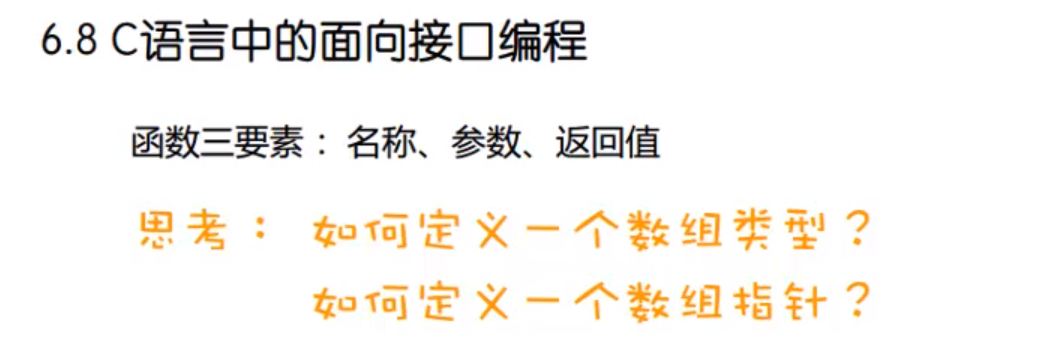 6.8 C语言中的面向接口编程
函数三要素：名称、参数、返回值
思考：如何定义一个数组类型？
如何定义一个数组指针？